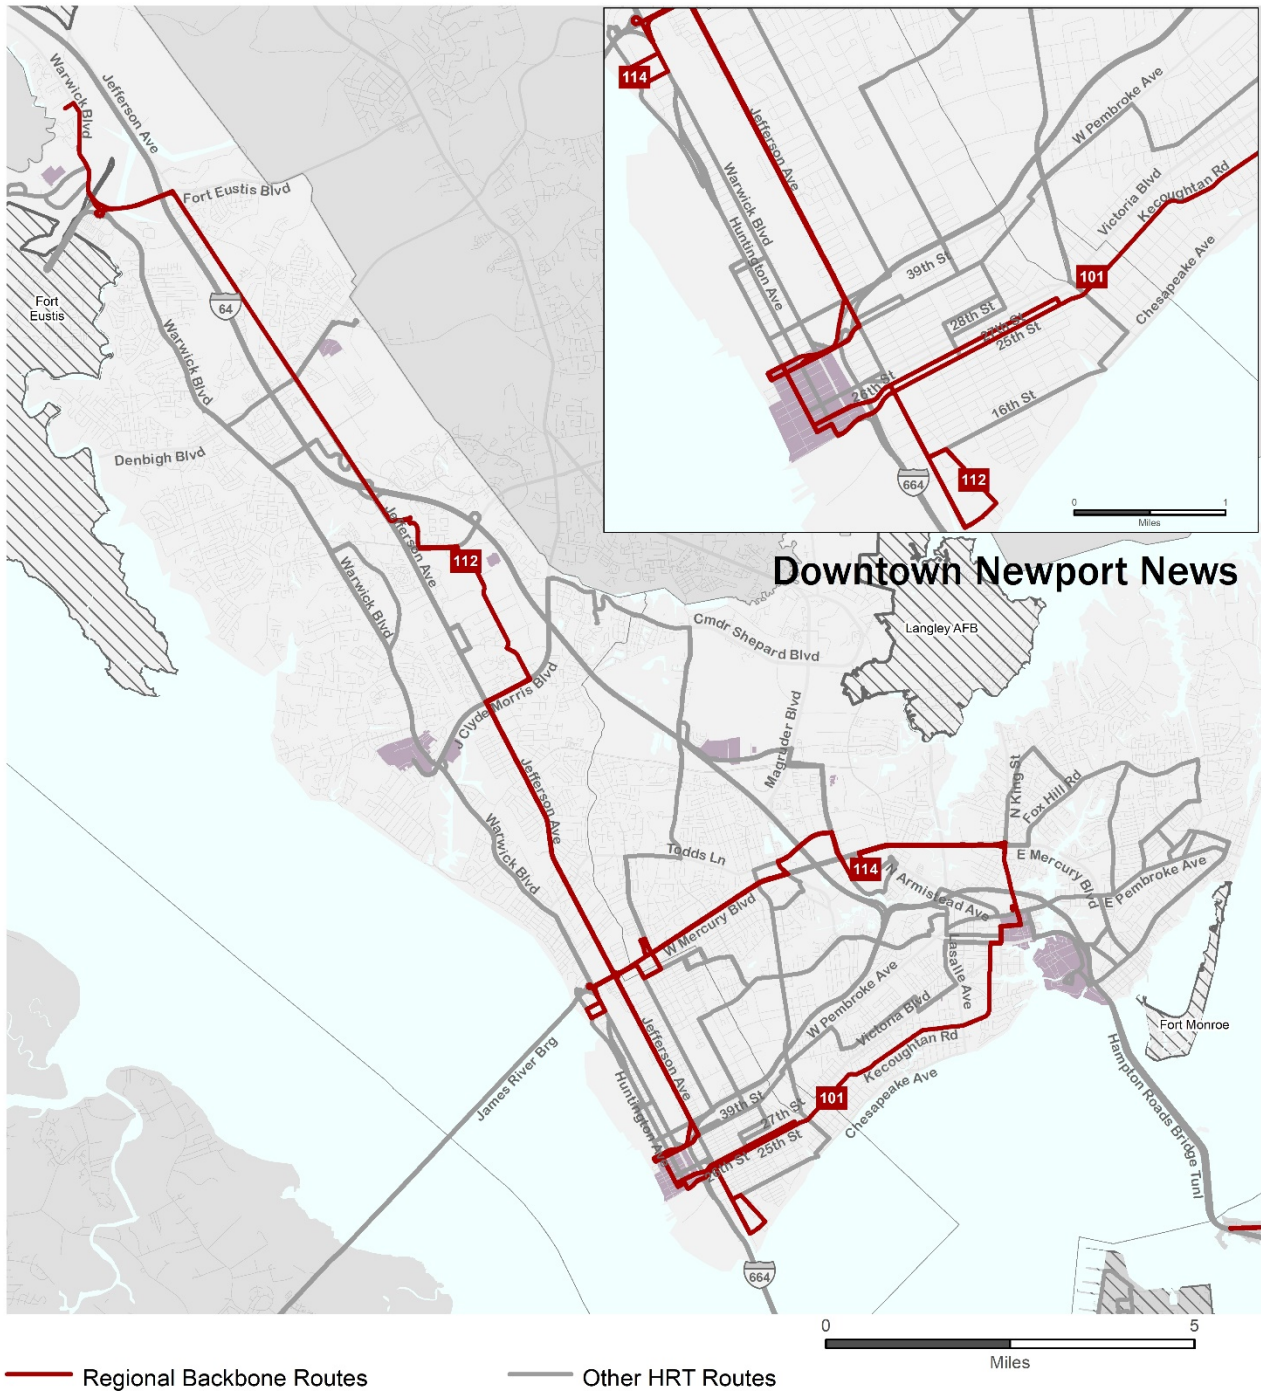 Warwick Blvd
Jefferson Ave
Fort Eustis Blvd
Fort
Eustis
64
Warwick Blvd
Denbigh Blvd
Jefferson Ave
112
Warwick Blvd
J Clyde Morris Blvd
Jefferson Ave
Warwick Blvd
114
Jefferson Ave
W Pembroke Ave
Warwick Blvd
Huntington Ave
Victoria Blvd
Kecoughtan Rd
39th St
101
Chesapeake Ave
28th St
27th St
25th St
26th St
16th St
112
664
0
1
Miles
Downtown Newport News
Langley AFB
Cmdr Shepard Blvd
Magruder Blvd
N King St
Fox Hill Rd
Todds Ln
114
E Mercury Blvd
E Pembroke Ave
N Armistead Ave
W Mercury Blvd
Lasalle Ave
W Pembroke Ave
Victoria Blvd
Kecoughtan Rd
Fort Monroe
James River Brg
Jefferson Ave
Huntington Ave
39th St
27th St
101
Chesapeake Ave
Hampton Roads Bridge Tunl
25th St
26th St
664
0
5
Miles
Regional Backbone Routes
Other HRT Routes